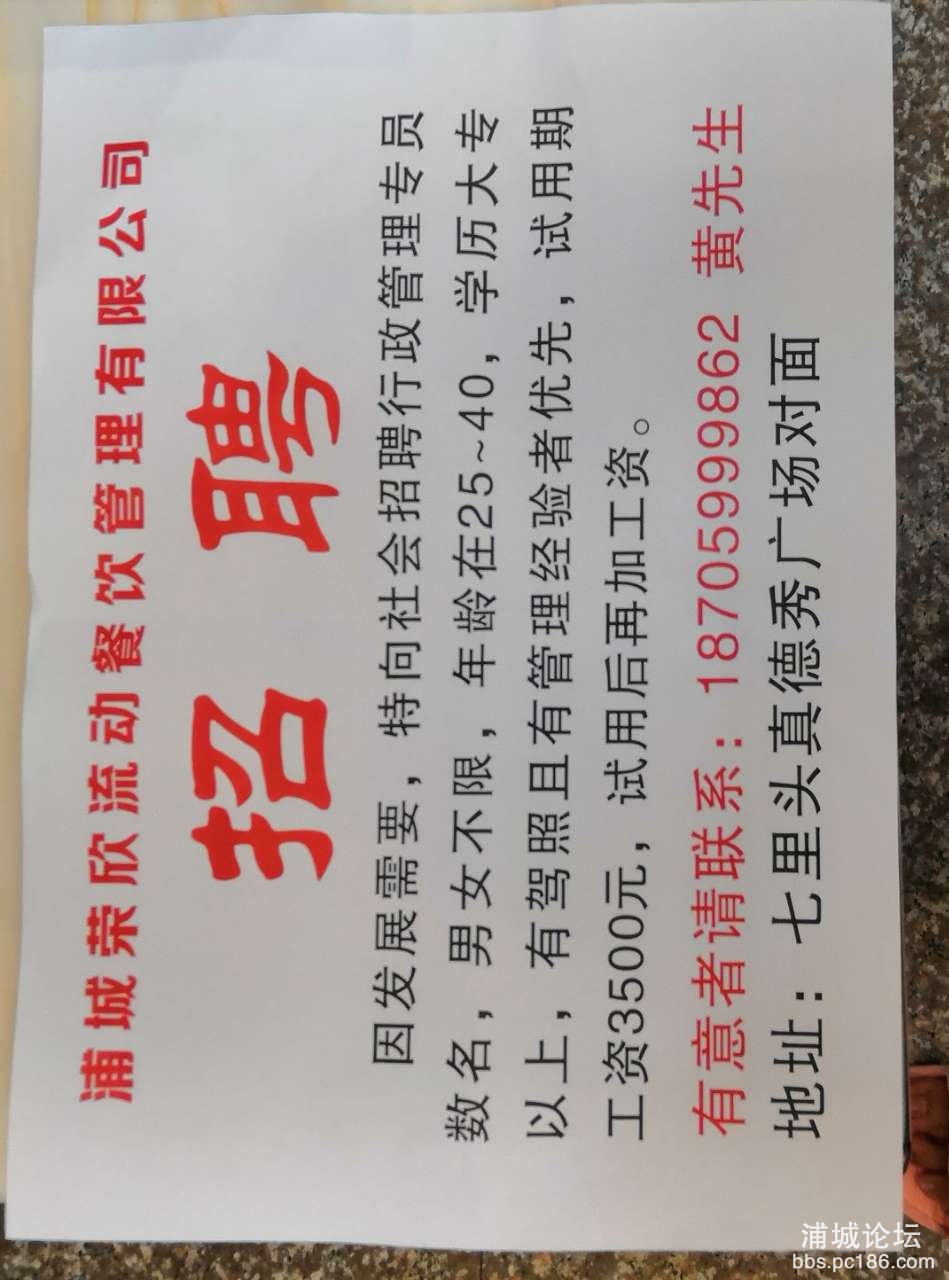 浦城荣欣流动餐饮管理有限公司
招 聘
因发展需要，特向社会招聘行政管理专员
数名，男女不限，年龄在25~40，学历大专
以上，有驾照且有管理经验者优先，试用期
工资3500元，试用后再加工资。
有意者请联系：18705999862 黄先生
地址：七里头真德秀广场对面
浦城论坛
bbs.pc186.com